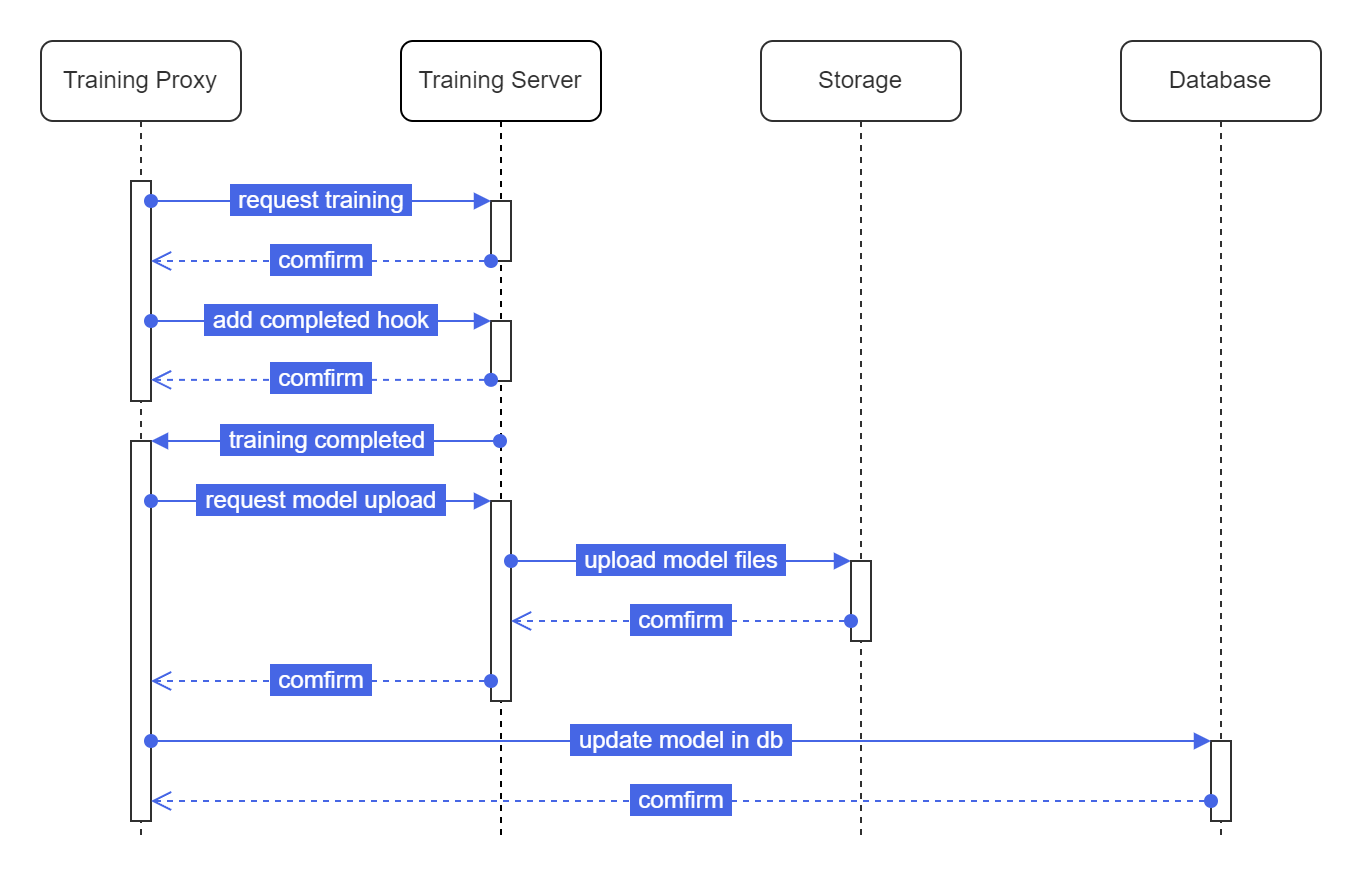 Training Proxy
Training Server
Storage
Database
request training
comfirm
add completed hook
comfirm
training completed
request model upload
upload model files
comfirm
comfirm
update model in db
comfirm